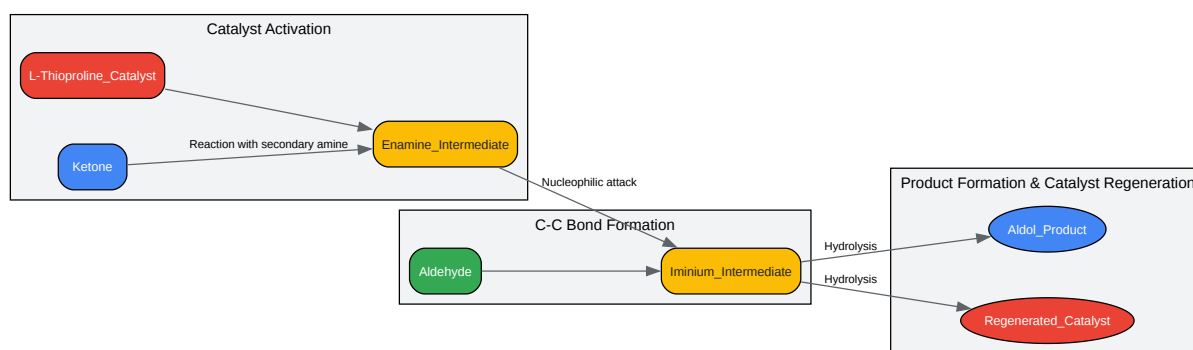 Catalyst Activation
L-Thioproline_Catalyst
Ketone
Reaction with secondary amine
Enamine_Intermediate
Nucleophilic attack
C-C Bond Formation
Aldehyde
Iminium_Intermediate
Hydrolysis
Hydrolysis
Product Formation & Catalyst Regeneration
Aldol_Product
Regenerated_Catalyst